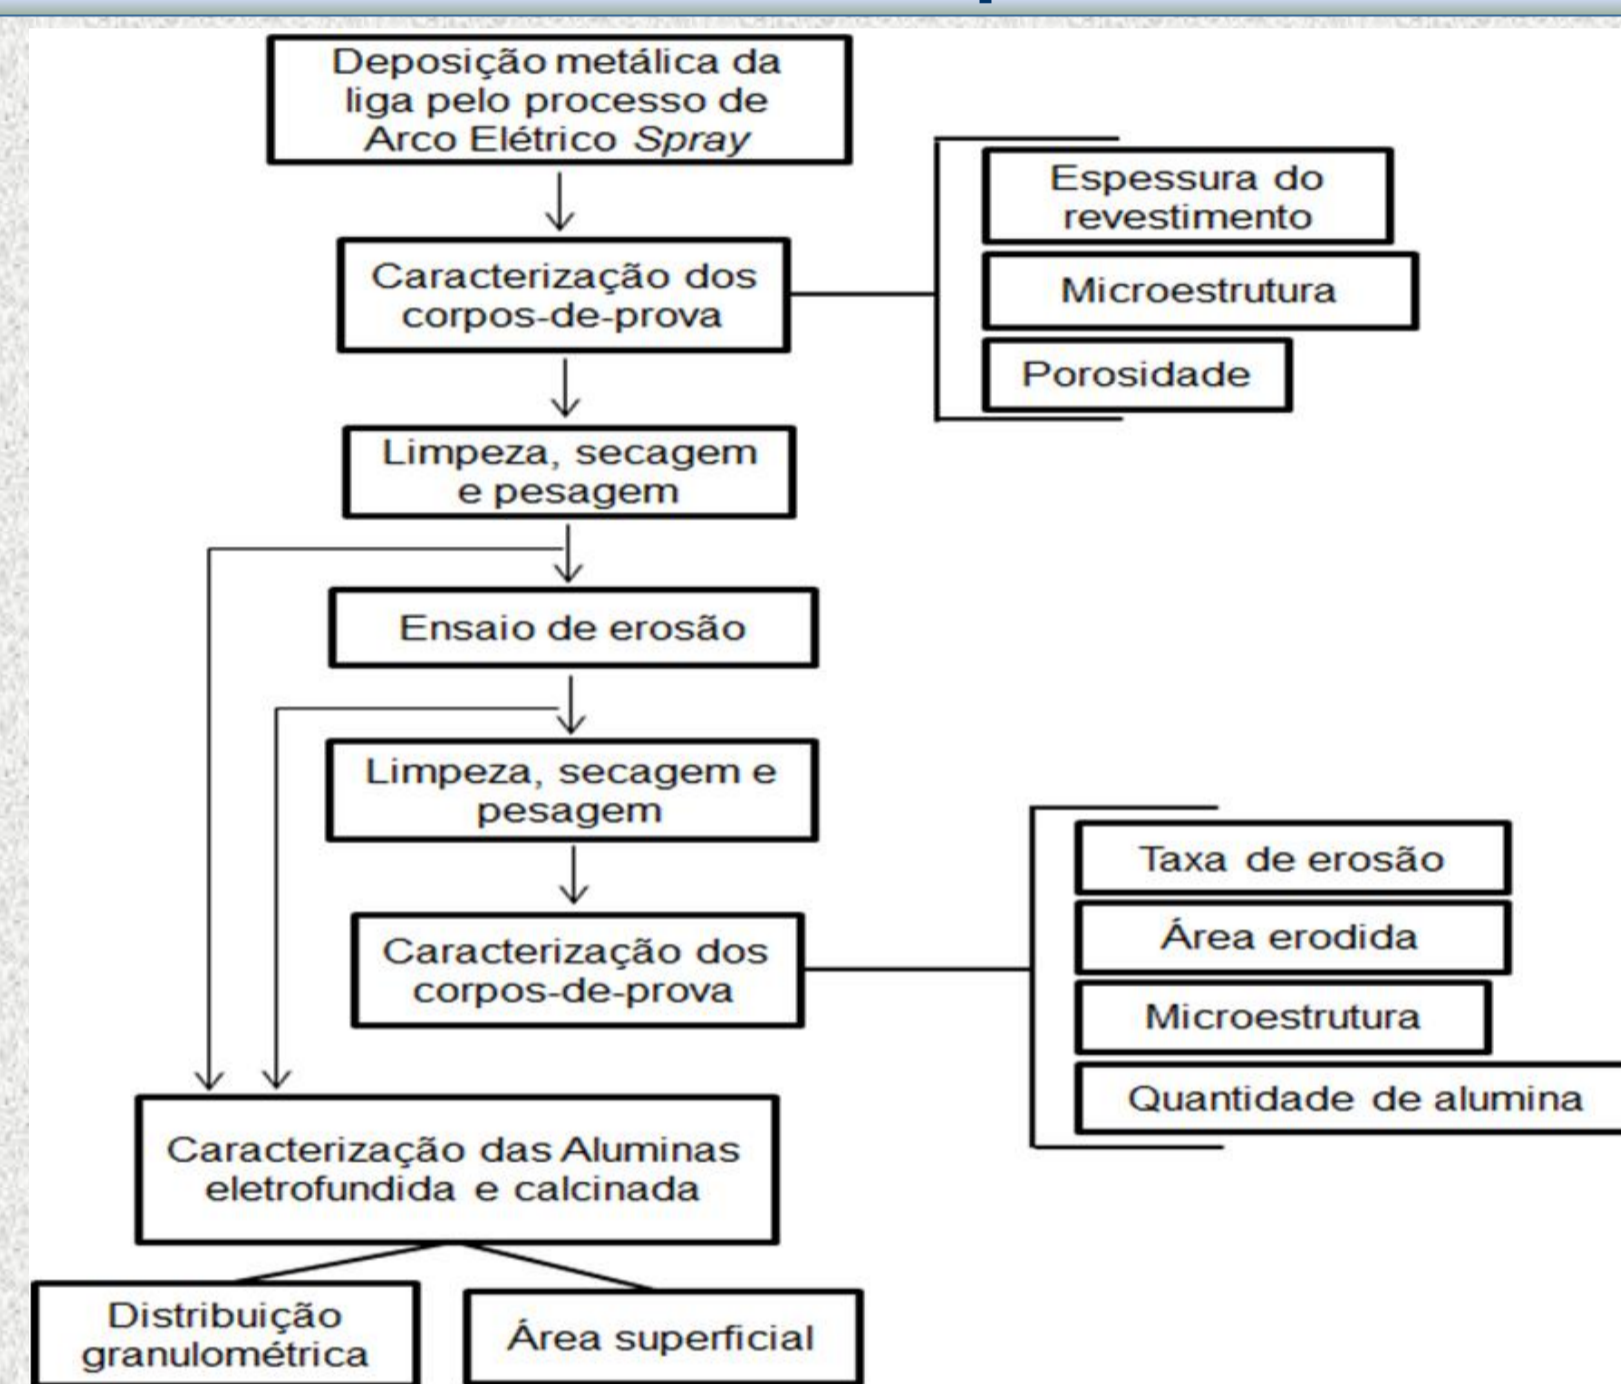 Deposição metálica da
liga pelo processo de
Arco Elétrico Spray
Espessura do
revestimento
Microestrutura
Porosidade
Caracterização dos
corpos-de-prova
Limpeza, secagem
e pesagem
Ensaio de erosão
Limpeza, secagem e
pesagem
Caracterização dos
corpos-de-prova
Taxa de erosão
Área erodida
Microestrutura
Quantidade de alumina
Caracterização das Aluminas
eletrofundida e calcinada
Distribuição
granulométrica
Área superficial